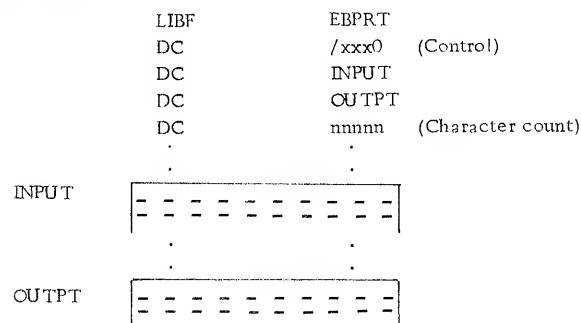 LIBF EBPRT
DC /xxx0 (Control)
DC INPUT
DC OUTPT
DC nnnnn (Character count)
INPUT
OUTPT